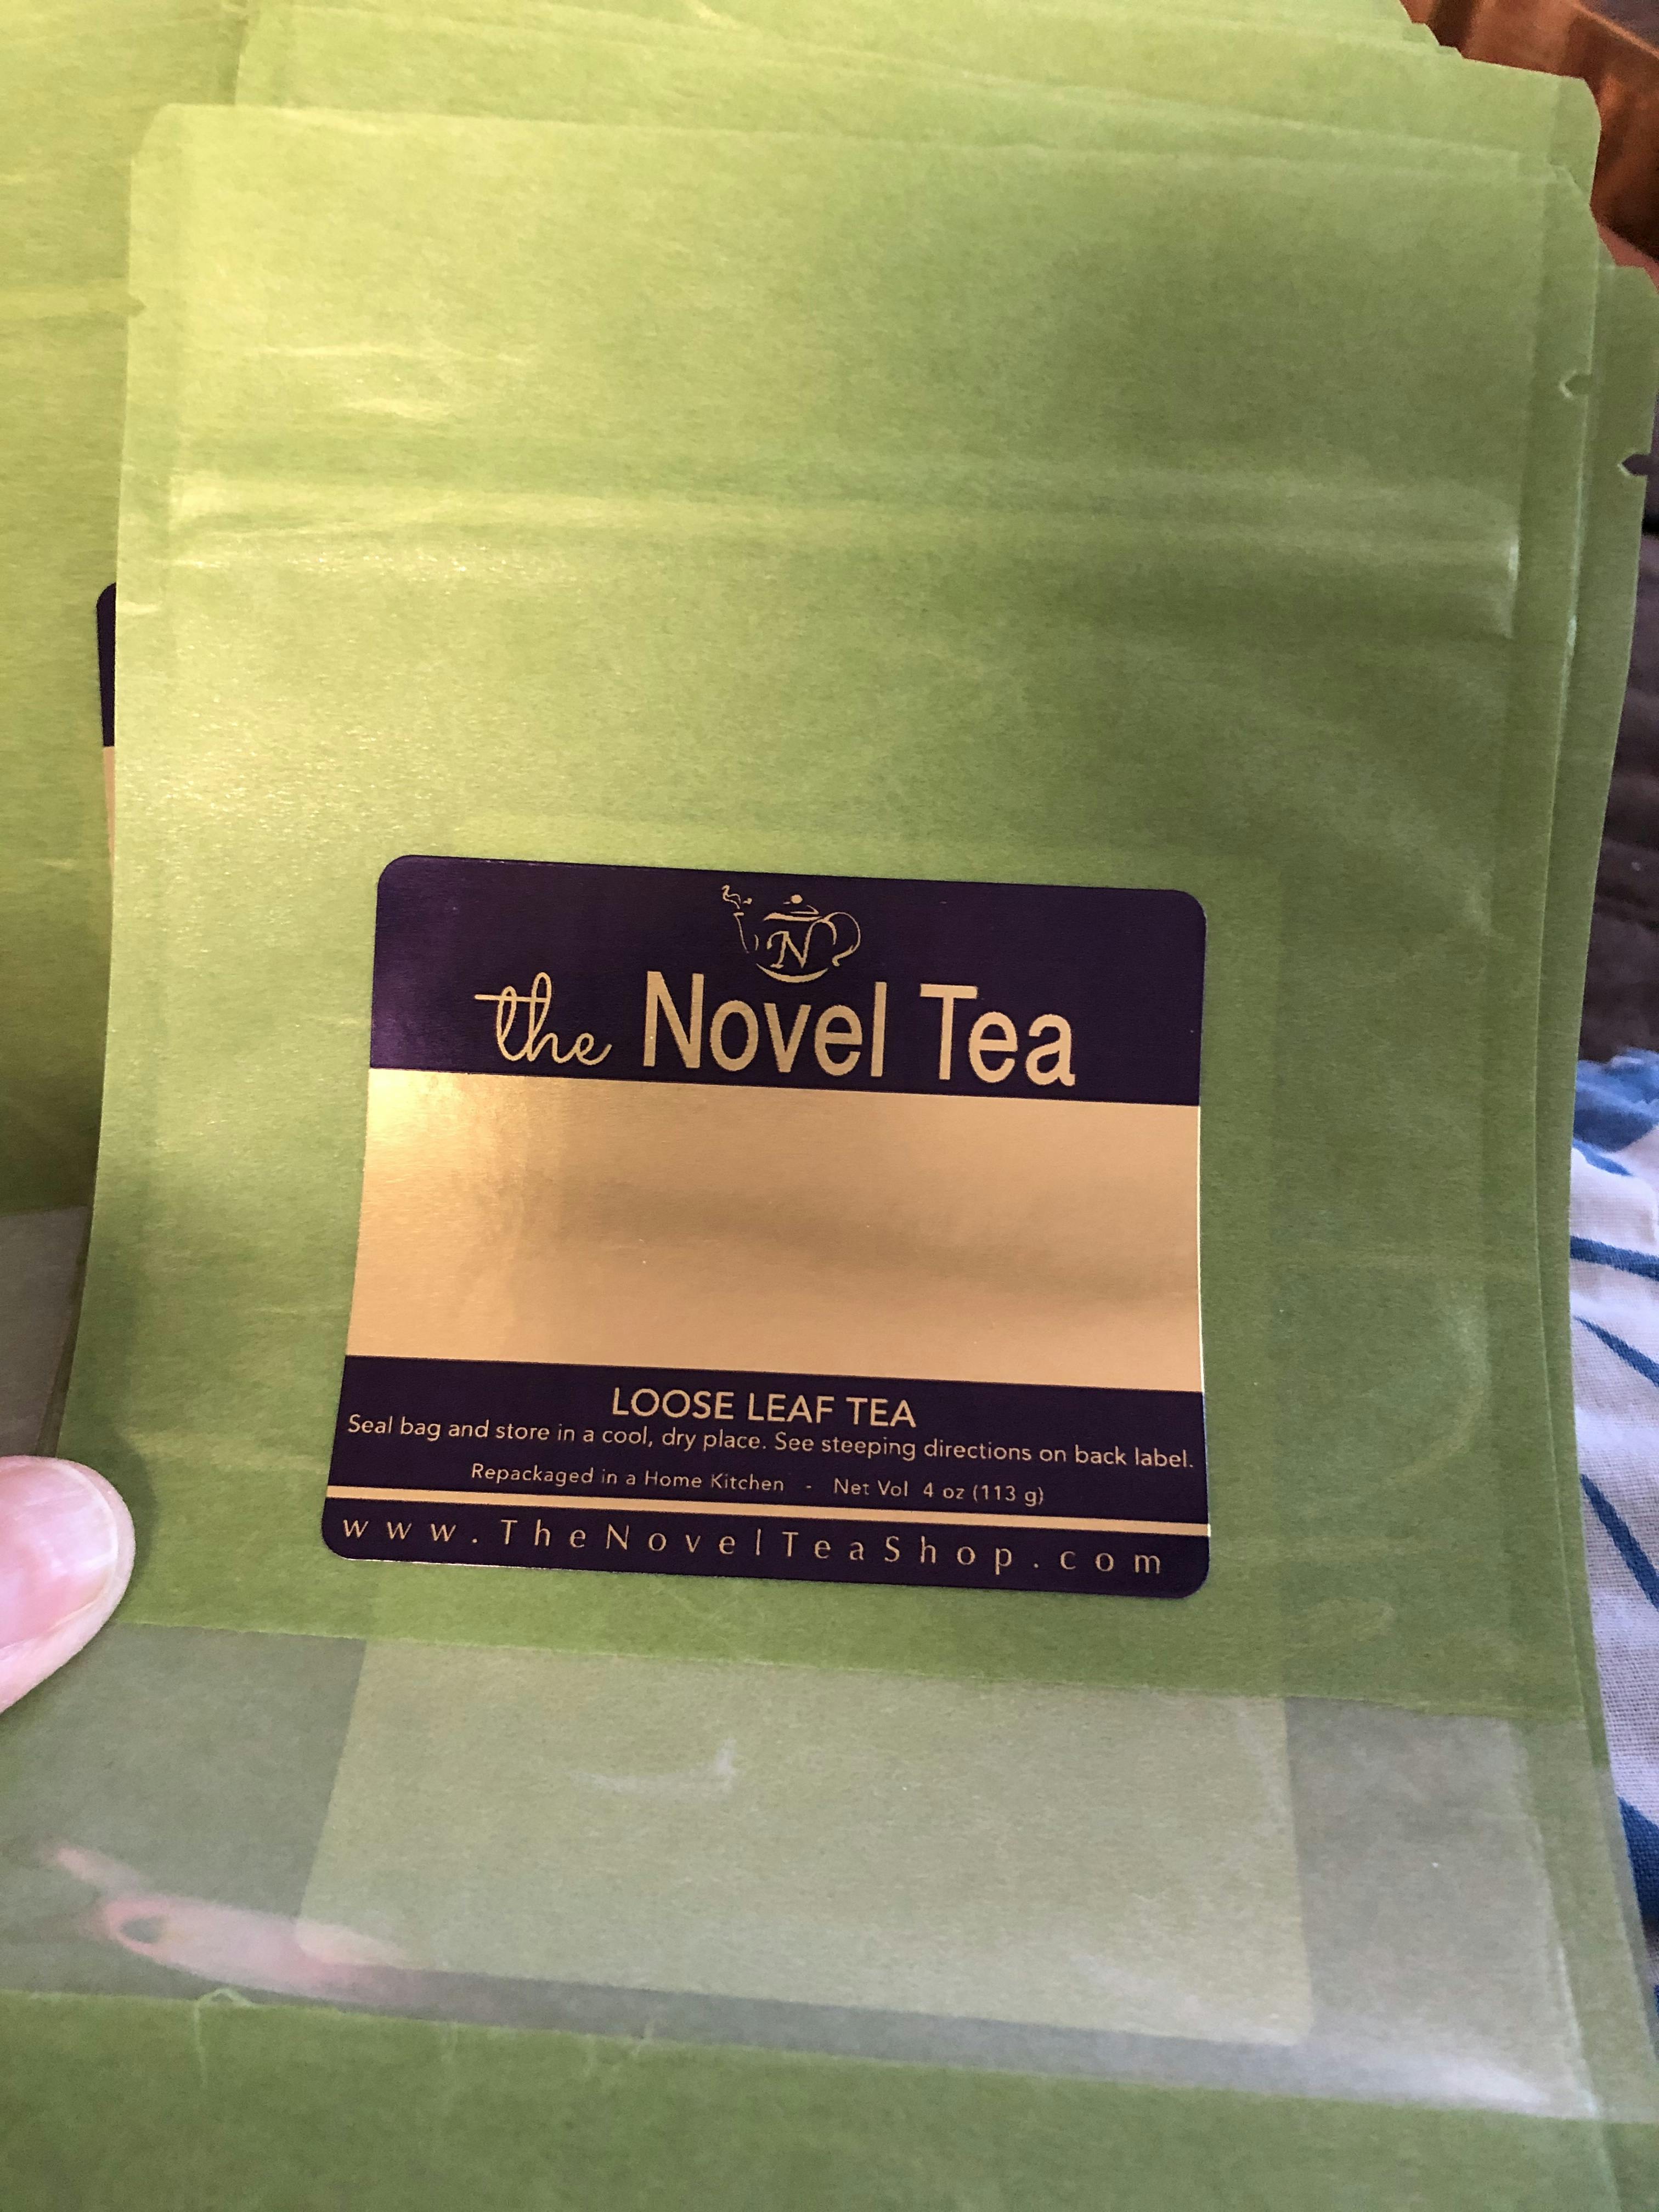 N
the Novel Tea
LOOSE LEAF TEA
Seal bag and store in a cool, dry place. See steeping directions on back label.
Repackaged in a Home Kitchen - Net Vol 4 oz (113 g)
www.TheNovelTeaShop.com